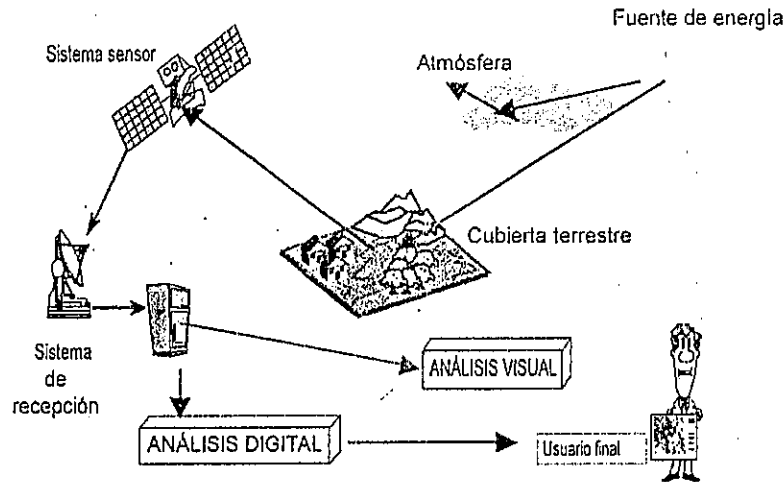 Fuente de energía
Sistema sensor
Atmósfera
Cubierta terrestre
Sistema
de
recepción
ANÁLISIS VISUAL
ANÁLISIS DIGITAL
Usuario final